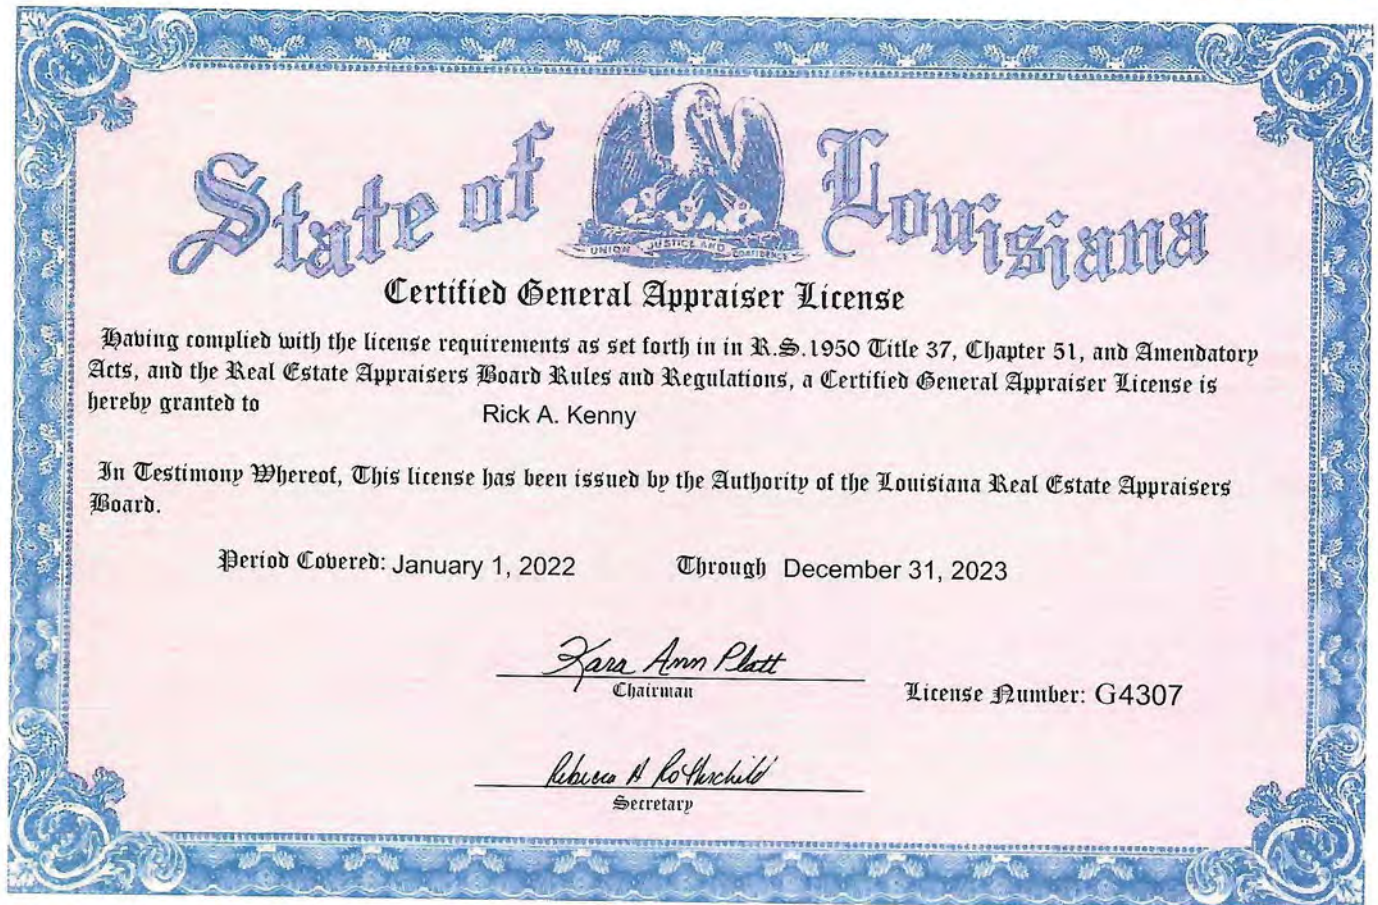 State of Louisiana
UNION JUSTICE AND CONFIDENCE
Certified General Appraiser License
Having complied with the license requirements as set forth in in R.S.1950 Title 37, Chapter 51, and Amendatory
Acts, and the Real Estate Appraisers Board Rules and Regulations, a Certified General Appraiser License is
hereby granted to Rick A. Kenny
In Testimony Whereof, This license has been issued by the Authority of the Louisiana Real Estate Appraisers
Board.
Period Covered: January 1, 2022 Through December 31, 2023
Kara Ann Platt
Chairman
License Number: G4307
Rebecca A Rothschild
Secretary